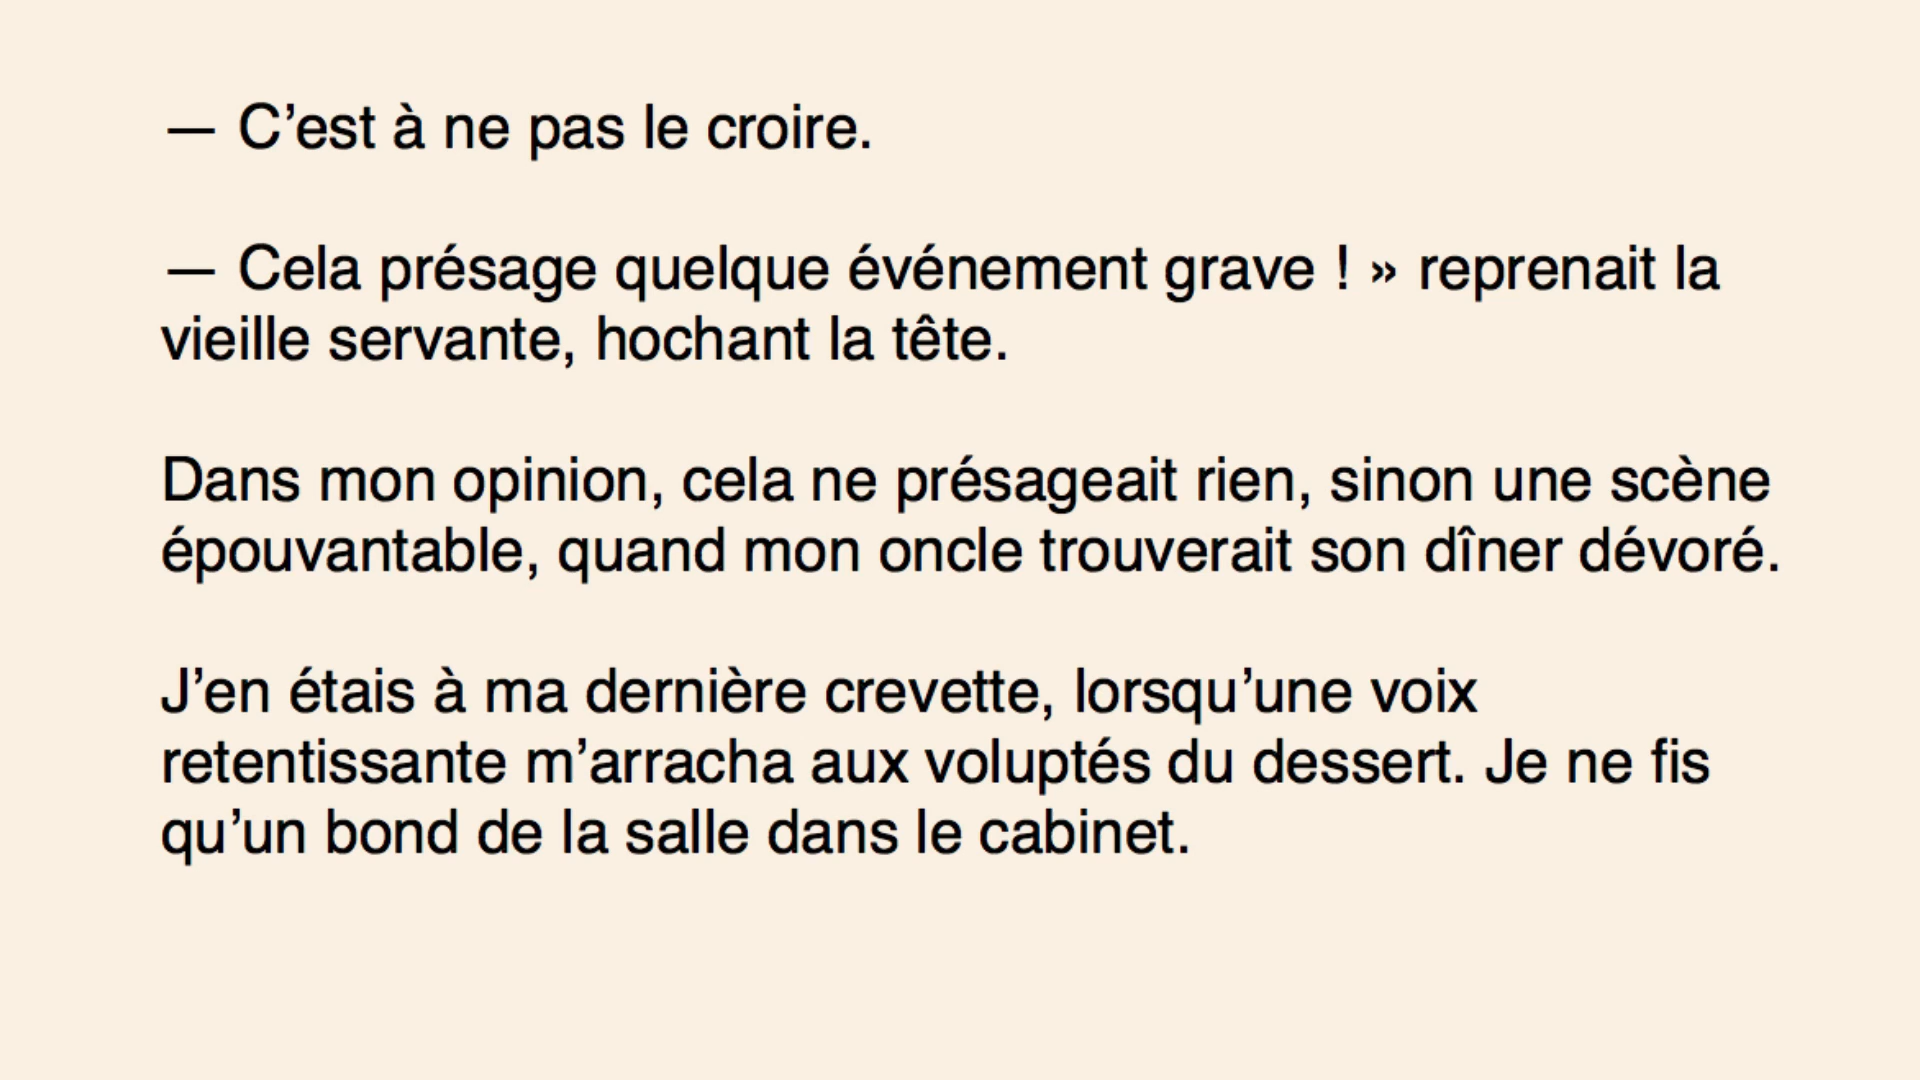 — C’est à ne pas le croire.
— Cela présage quelque événement grave ! » reprenait la
vieille servante, hochant la tête.
Dans mon opinion, cela ne présageait rien, sinon une scène
épouvantable, quand mon oncle trouverait son dîner dévoré.
J’en étais à ma dernière crevette, lorsqu’une voix
retentissante m’arracha aux voluptés du dessert. Je ne fis
qu’un bond de la salle dans le cabinet.